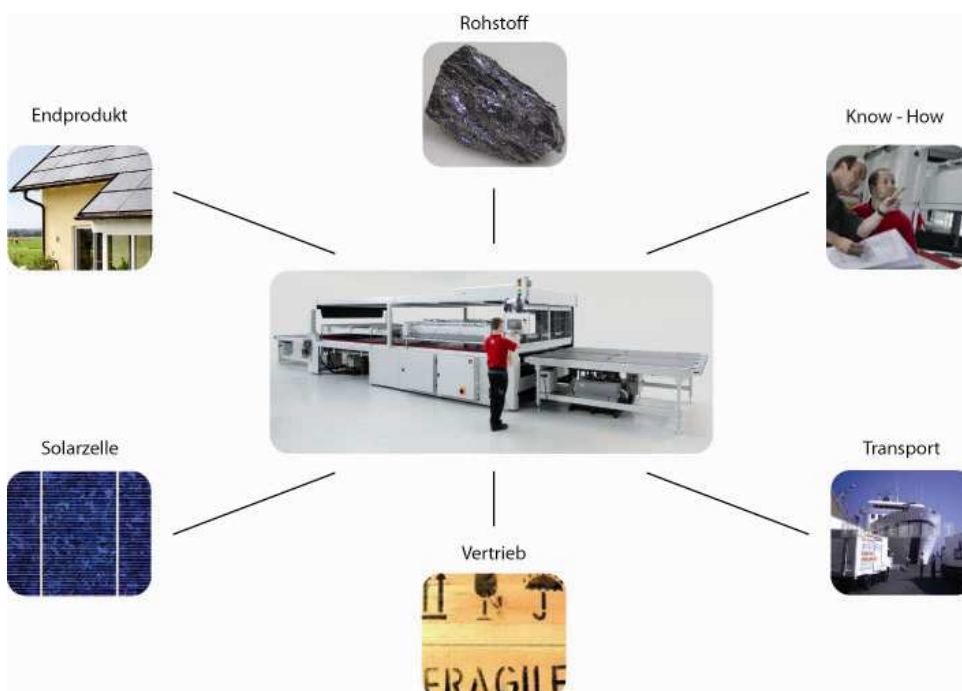 Rohstoff
Endprodukt
Know - How
Solarzelle
Transport
Vertrieb
FRAGILE